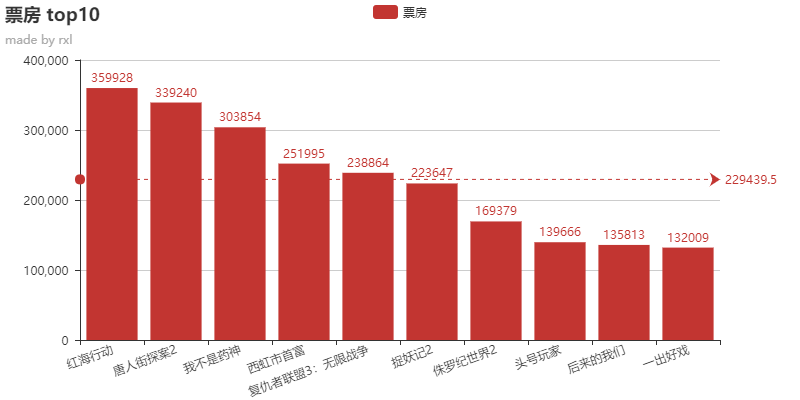 票房 top10
made by rxl
票房
400,000
300,000
200,000
100,000
0
359928
339240
303854
251995
238864
223647
169379
139666
135813
132009
229439.5
红海行动
唐人街探案2
我不是药神
西虹市首富
复仇者联盟3：无限战争
捉妖记2
侏罗纪世界2
头号玩家
后来的我们
一出好戏